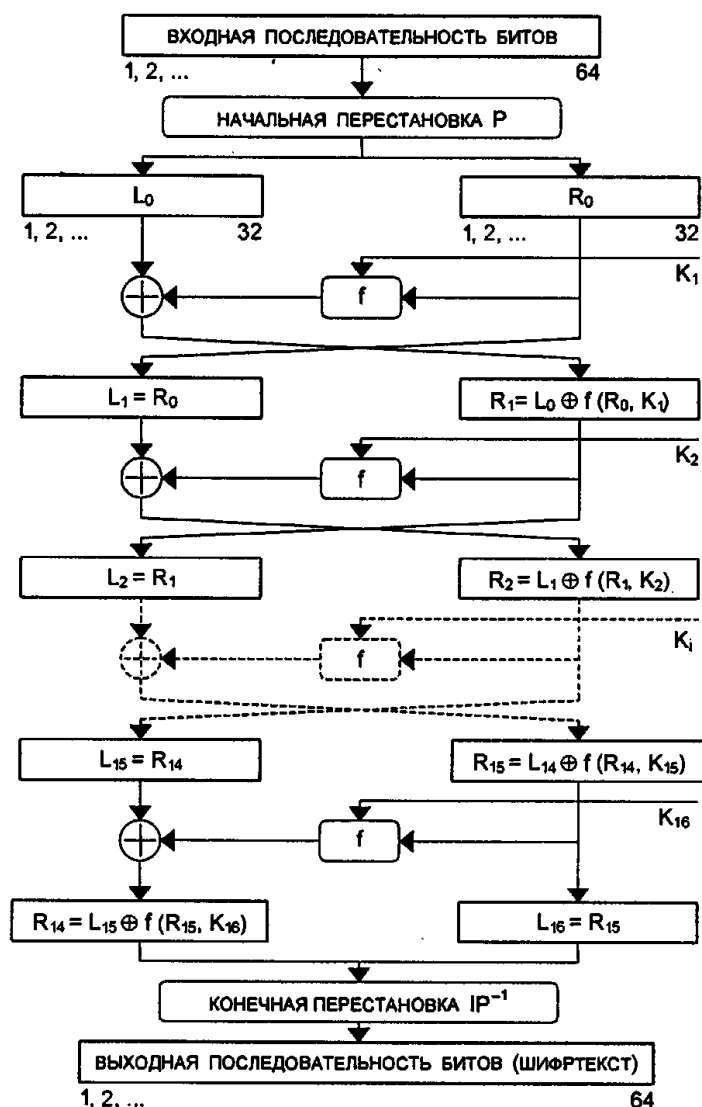 ВХОДНАЯ ПОСЛЕДОВАТЕЛЬНОСТЬ БИТОВ
1, 2, ... 64
НАЧАЛЬНАЯ ПЕРЕСТАНОВКА P
L₀ R₀
1, 2, ... 32 1, 2, ... 32
K₁
f
L₁ = R₀ R₁ = L₀ ⊕ f (R₀, K₁)
K₂
f
L₂ = R₁ R₂ = L₁ ⊕ f (R₁, K₂)
Kᵢ
f
L₁₅ = R₁₄ R₁₅ = L₁₄ ⊕ f (R₁₄, K₁₅)
K₁₆
f
R₁₄ = L₁₅ ⊕ f (R₁₅, K₁₆) L₁₆ = R₁₅
КОНЕЧНАЯ ПЕРЕСТАНОВКА IP⁻¹
ВЫХОДНАЯ ПОСЛЕДОВАТЕЛЬНОСТЬ БИТОВ (ШИФРТЕКСТ)
1, 2, ... 64